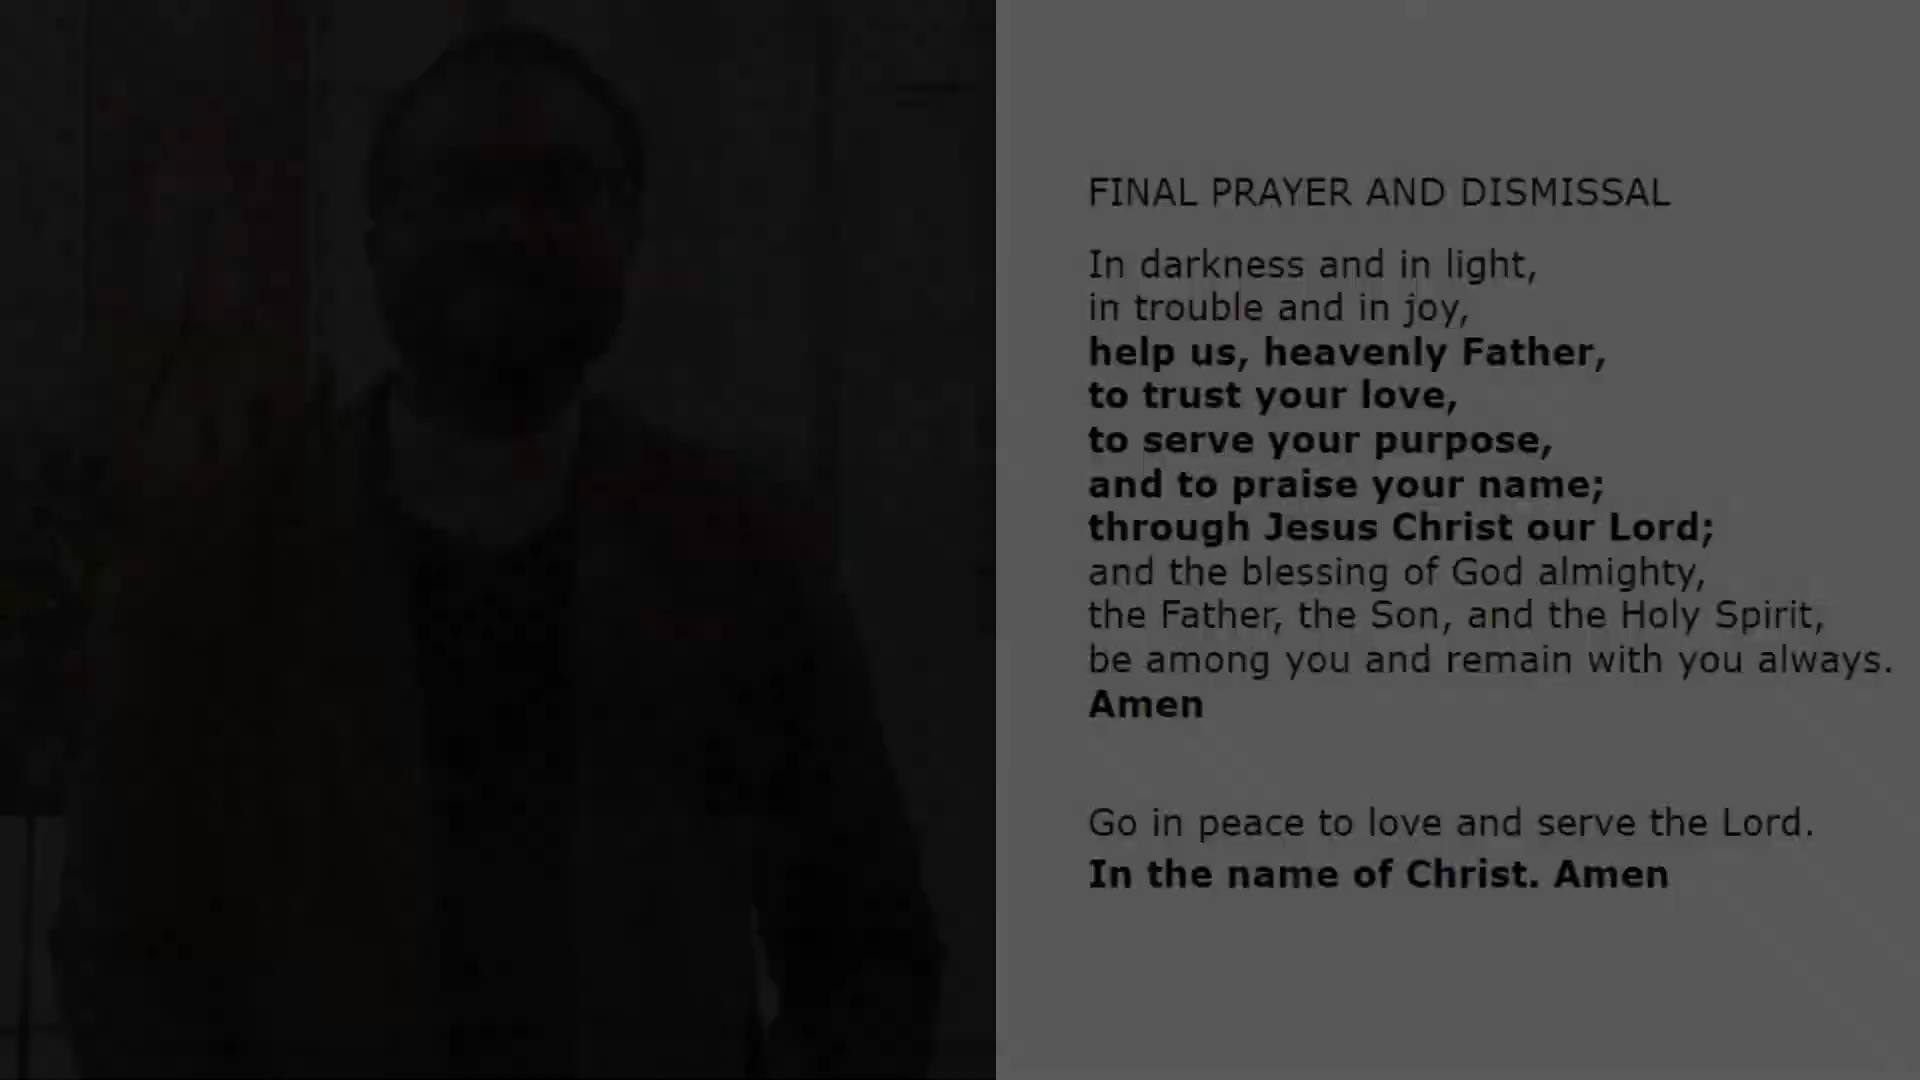 FINAL PRAYER AND DISMISSAL
In darkness and in light,
in trouble and in joy,
help us, heavenly Father,
to trust your love,
to serve your purpose,
and to praise your name;
through Jesus Christ our Lord;
and the blessing of God almighty,
the Father, the Son, and the Holy Spirit,
be among you and remain with you always.
Amen
Go in peace to love and serve the Lord.
In the name of Christ. Amen